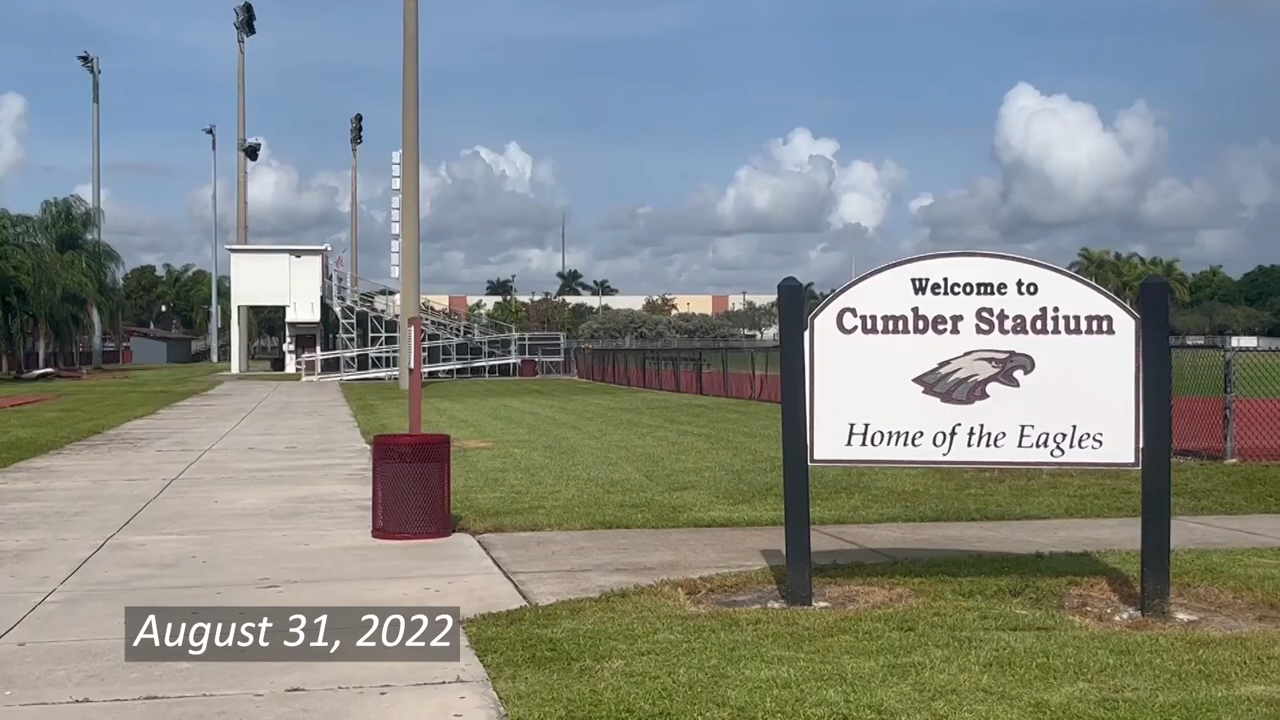 Welcome to
Cumber Stadium
Home of the Eagles
August 31, 2022